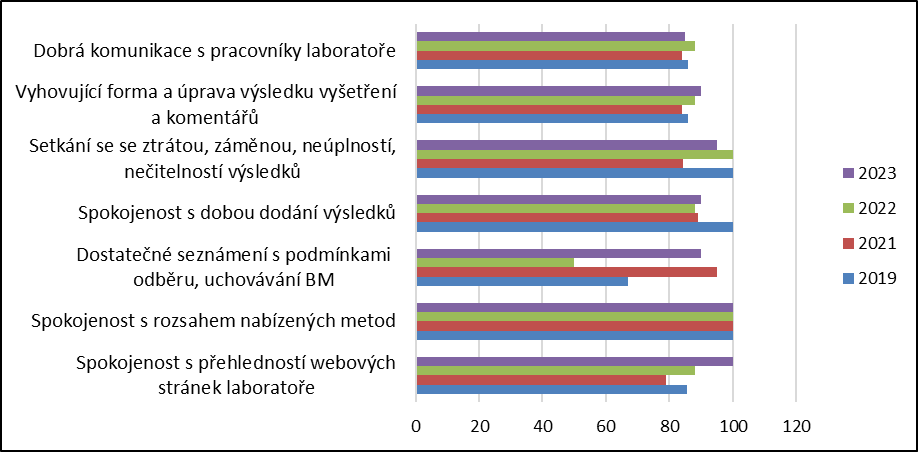 Dobrá komunikace s pracovníky laboratoře
Vyhovující forma a úprava výsledku vyšetření
a komentářů
Setkání se se ztrátou, záměnou, neúplností,
nečitelností výsledků
Spokojenost s dobou dodání výsledků
Dostatečné seznámení s podmínkami
odběru, uchovávání BM
Spokojenost s rozsahem nabízených metod
Spokojenost s přehledností webových
stránek laboratoře
0 20 40 60 80 100 120
2023
2022
2021
2019